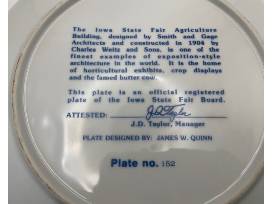 The Iowa State Fair Agriculture
Building, designed by Smith and Gage
Architects and constructed in 1904 by
Charles Weitz and Sons, is one of the
finest examples of exposition-style
architecture in the world. It is the home
of horticultural exhibits, crop displays
and the famed butter cow.
This plate is an official registered
plate of the Iowa State Fair Board.
ATTESTED: J.D. Taylor
J.D. Taylor, Manager
PLATE DESIGNED BY: JAMES W. QUINN
Plate no. 152